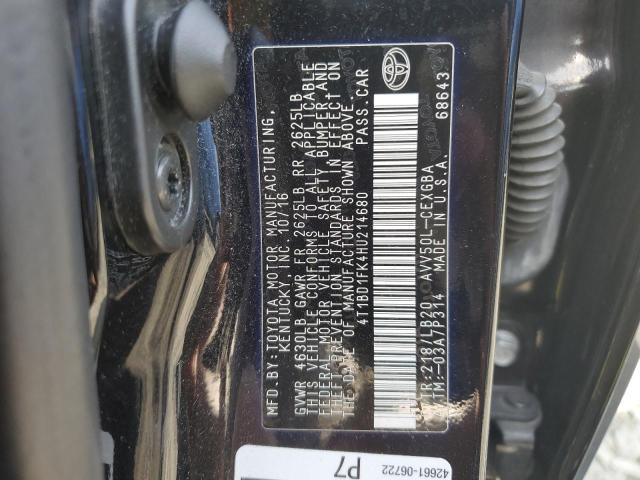 MFD.BY:TOYOTA MOTOR MANUFACTURING,
KENTUCKY, INC. 10/16
GVWR 4630LB GAWR FR 2625LB RR 2625LB
THIS VEHICLE CONFORMS TO ALL APPLICABLE
FEDERAL MOTOR VEHICLE SAFETY BUMPER AND
THEFT PREVENTION STANDARDS IN EFFECT ON
THE DATE OF MANUFACTURE SHOWN ABOVE.
4T1BD1FK4HU214680 PASS.CAR
C/TR:218/LB20 AVV50L-CEXGBA
A/TM:-03A/P314 MADE IN U.S.A.
68643
42661-06722
P7